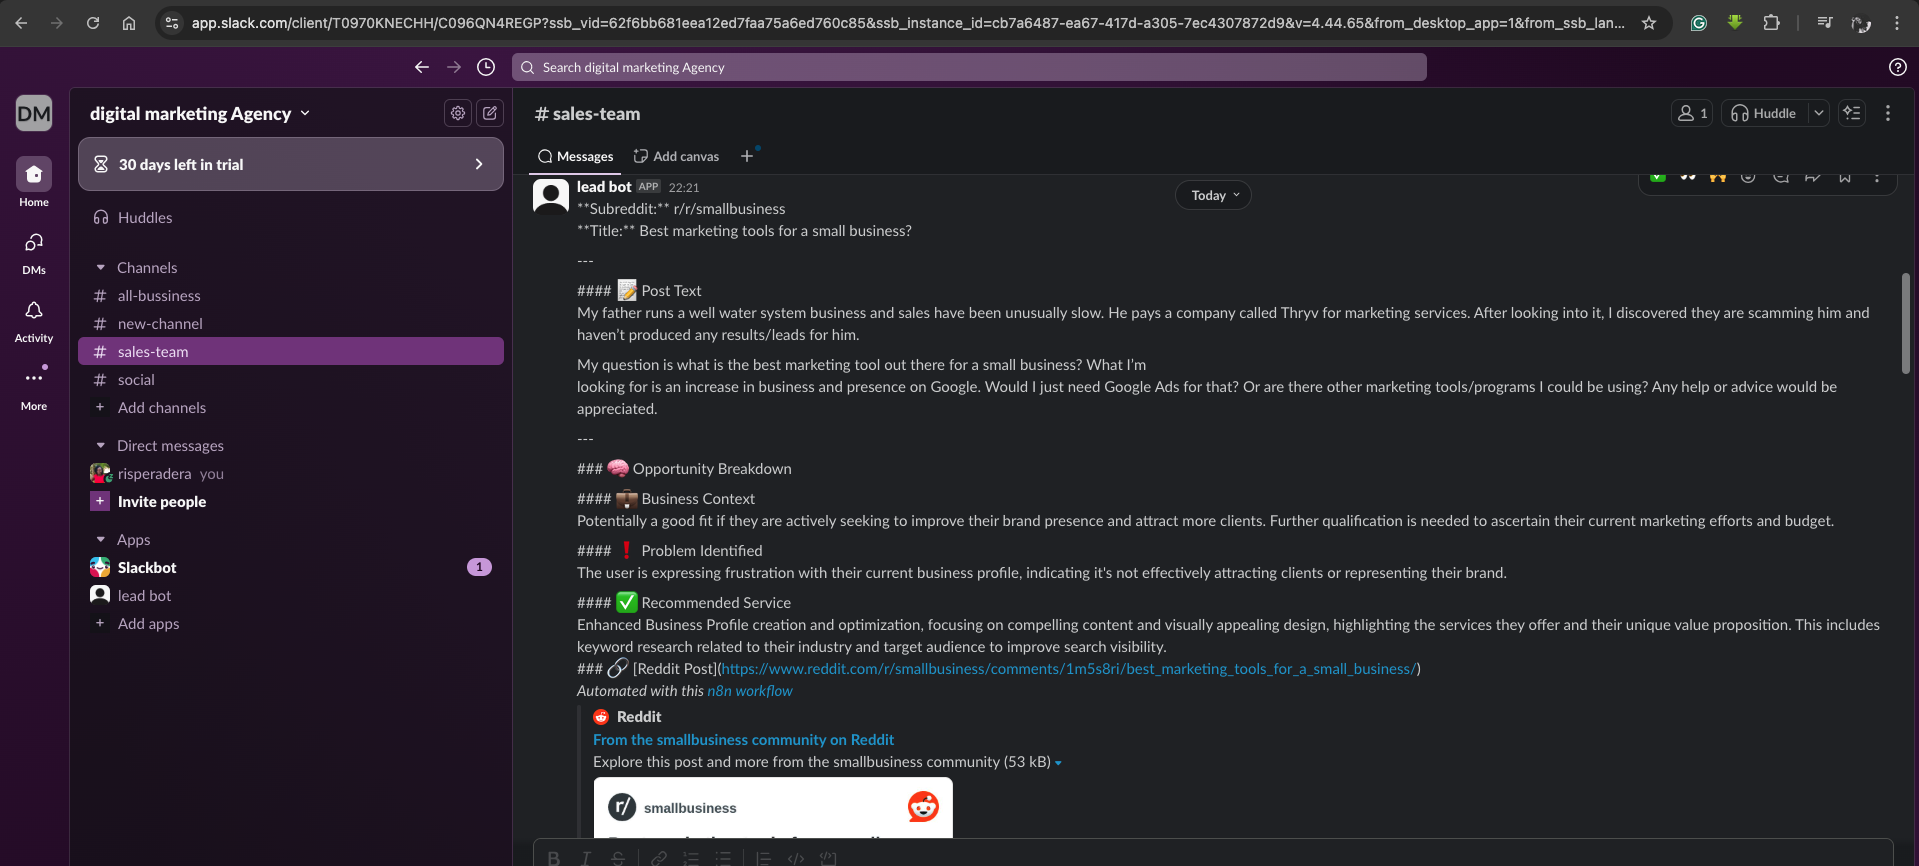 app.slack.com/client/T0970KNECHH/C096QN4REGP?ssb_vid=62f6bb681eea12ed7faa75a6ed760c85&ssb_instance_id=cb7a6487-ea67-417d-a305-7ec4307872d9&v=4.44.65&from_desktop_app=1&from_ssb_lan...
Search digital marketing Agency
DM
Home
DMs
Activity
More
digital marketing Agency
30 days left in trial
Huddles
Channels
# all-bussiness
# new-channel
# sales-team
# social
+ Add channels
Direct messages
risperadera you
+ Invite people
Apps
Slackbot 1
lead bot
+ Add apps
# sales-team
1
Huddle
Messages
Add canvas
+
Today
lead bot APP 22:21
**Subreddit:** r/r/smallbusiness
**Title:** Best marketing tools for a small business?
---
#### 📝 Post Text
My father runs a well water system business and sales have been unusually slow. He pays a company called Thryv for marketing services. After looking into it, I discovered they are scamming him and
haven’t produced any results/leads for him.
My question is what is the best marketing tool out there for a small business? What I’m
looking for is an increase in business and presence on Google. Would I just need Google Ads for that? Or are there other marketing tools/programs I could be using? Any help or advice would be
appreciated.
---
### 🧠 Opportunity Breakdown
#### 💼 Business Context
Potentially a good fit if they are actively seeking to improve their brand presence and attract more clients. Further qualification is needed to ascertain their current marketing efforts and budget.
#### ❗ Problem Identified
The user is expressing frustration with their current business profile, indicating it's not effectively attracting clients or representing their brand.
#### ✅ Recommended Service
Enhanced Business Profile creation and optimization, focusing on compelling content and visually appealing design, highlighting the services they offer and their unique value proposition. This includes
keyword research related to their industry and target audience to improve search visibility.
### 🔗 [Reddit Post](https://www.reddit.com/r/smallbusiness/comments/1m5s8ri/best_marketing_tools_for_a_small_business/)
Automated with this n8n workflow
Reddit
From the smallbusiness community on Reddit
Explore this post and more from the smallbusiness community (53 kB)
r/ smallbusiness
B I S